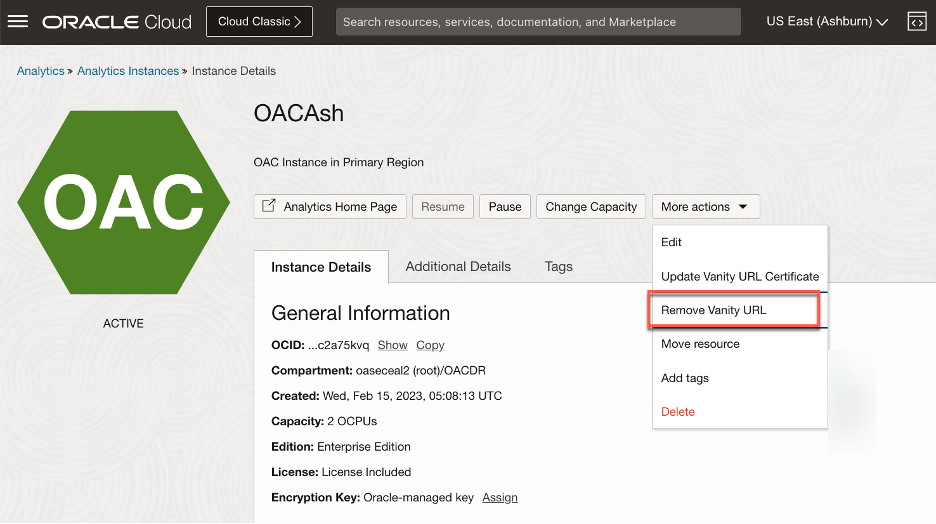 ORACLE Cloud Cloud Classic Search resources, services, documentation, and Marketplace US East (Ashburn)
Analytics » Analytics Instances » Instance Details
OAC
ACTIVE
OACAsh
OAC Instance in Primary Region
Analytics Home Page Resume Pause Change Capacity More actions
Edit
Update Vanity URL Certificate
Remove Vanity URL
Move resource
Add tags
Delete
Instance Details Additional Details Tags
General Information
OCID: ...c2a75kvq Show Copy
Compartment: oaseceal2 (root)/OACDR
Created: Wed, Feb 15, 2023, 05:08:13 UTC
Capacity: 2 OCPUs
Edition: Enterprise Edition
License: License Included
Encryption Key: Oracle-managed key Assign